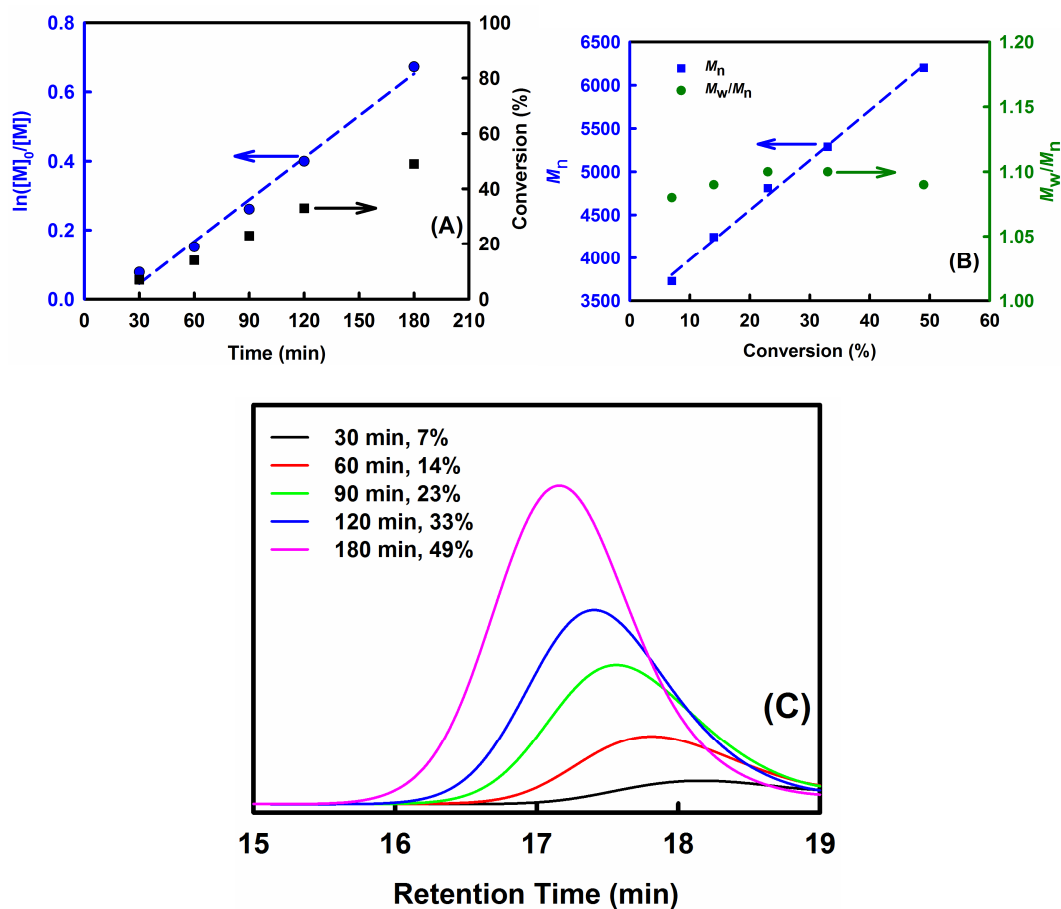 0.8
0.6
0.4
0.2
0.0
ln([M]0/[M])
100
80
60
40
20
0
Conversion (%)
(A)
0 30 60 90 120 150 180 210
Time (min)
6500
6000
5500
5000
4500
4000
3500
Mn
Mn
Mw/Mn
1.20
1.15
1.10
1.05
1.00
Mw/Mn
(B)
0 10 20 30 40 50 60
Conversion (%)
30 min, 7%
60 min, 14%
90 min, 23%
120 min, 33%
180 min, 49%
(C)
15 16 17 18 19
Retention Time (min)